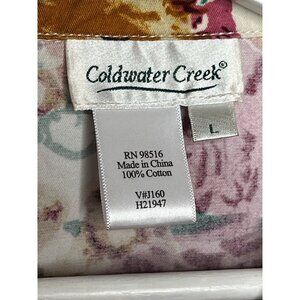 Coldwater Creek®
L
RN 98516
Made in China
100% Cotton
V#J160
H21947